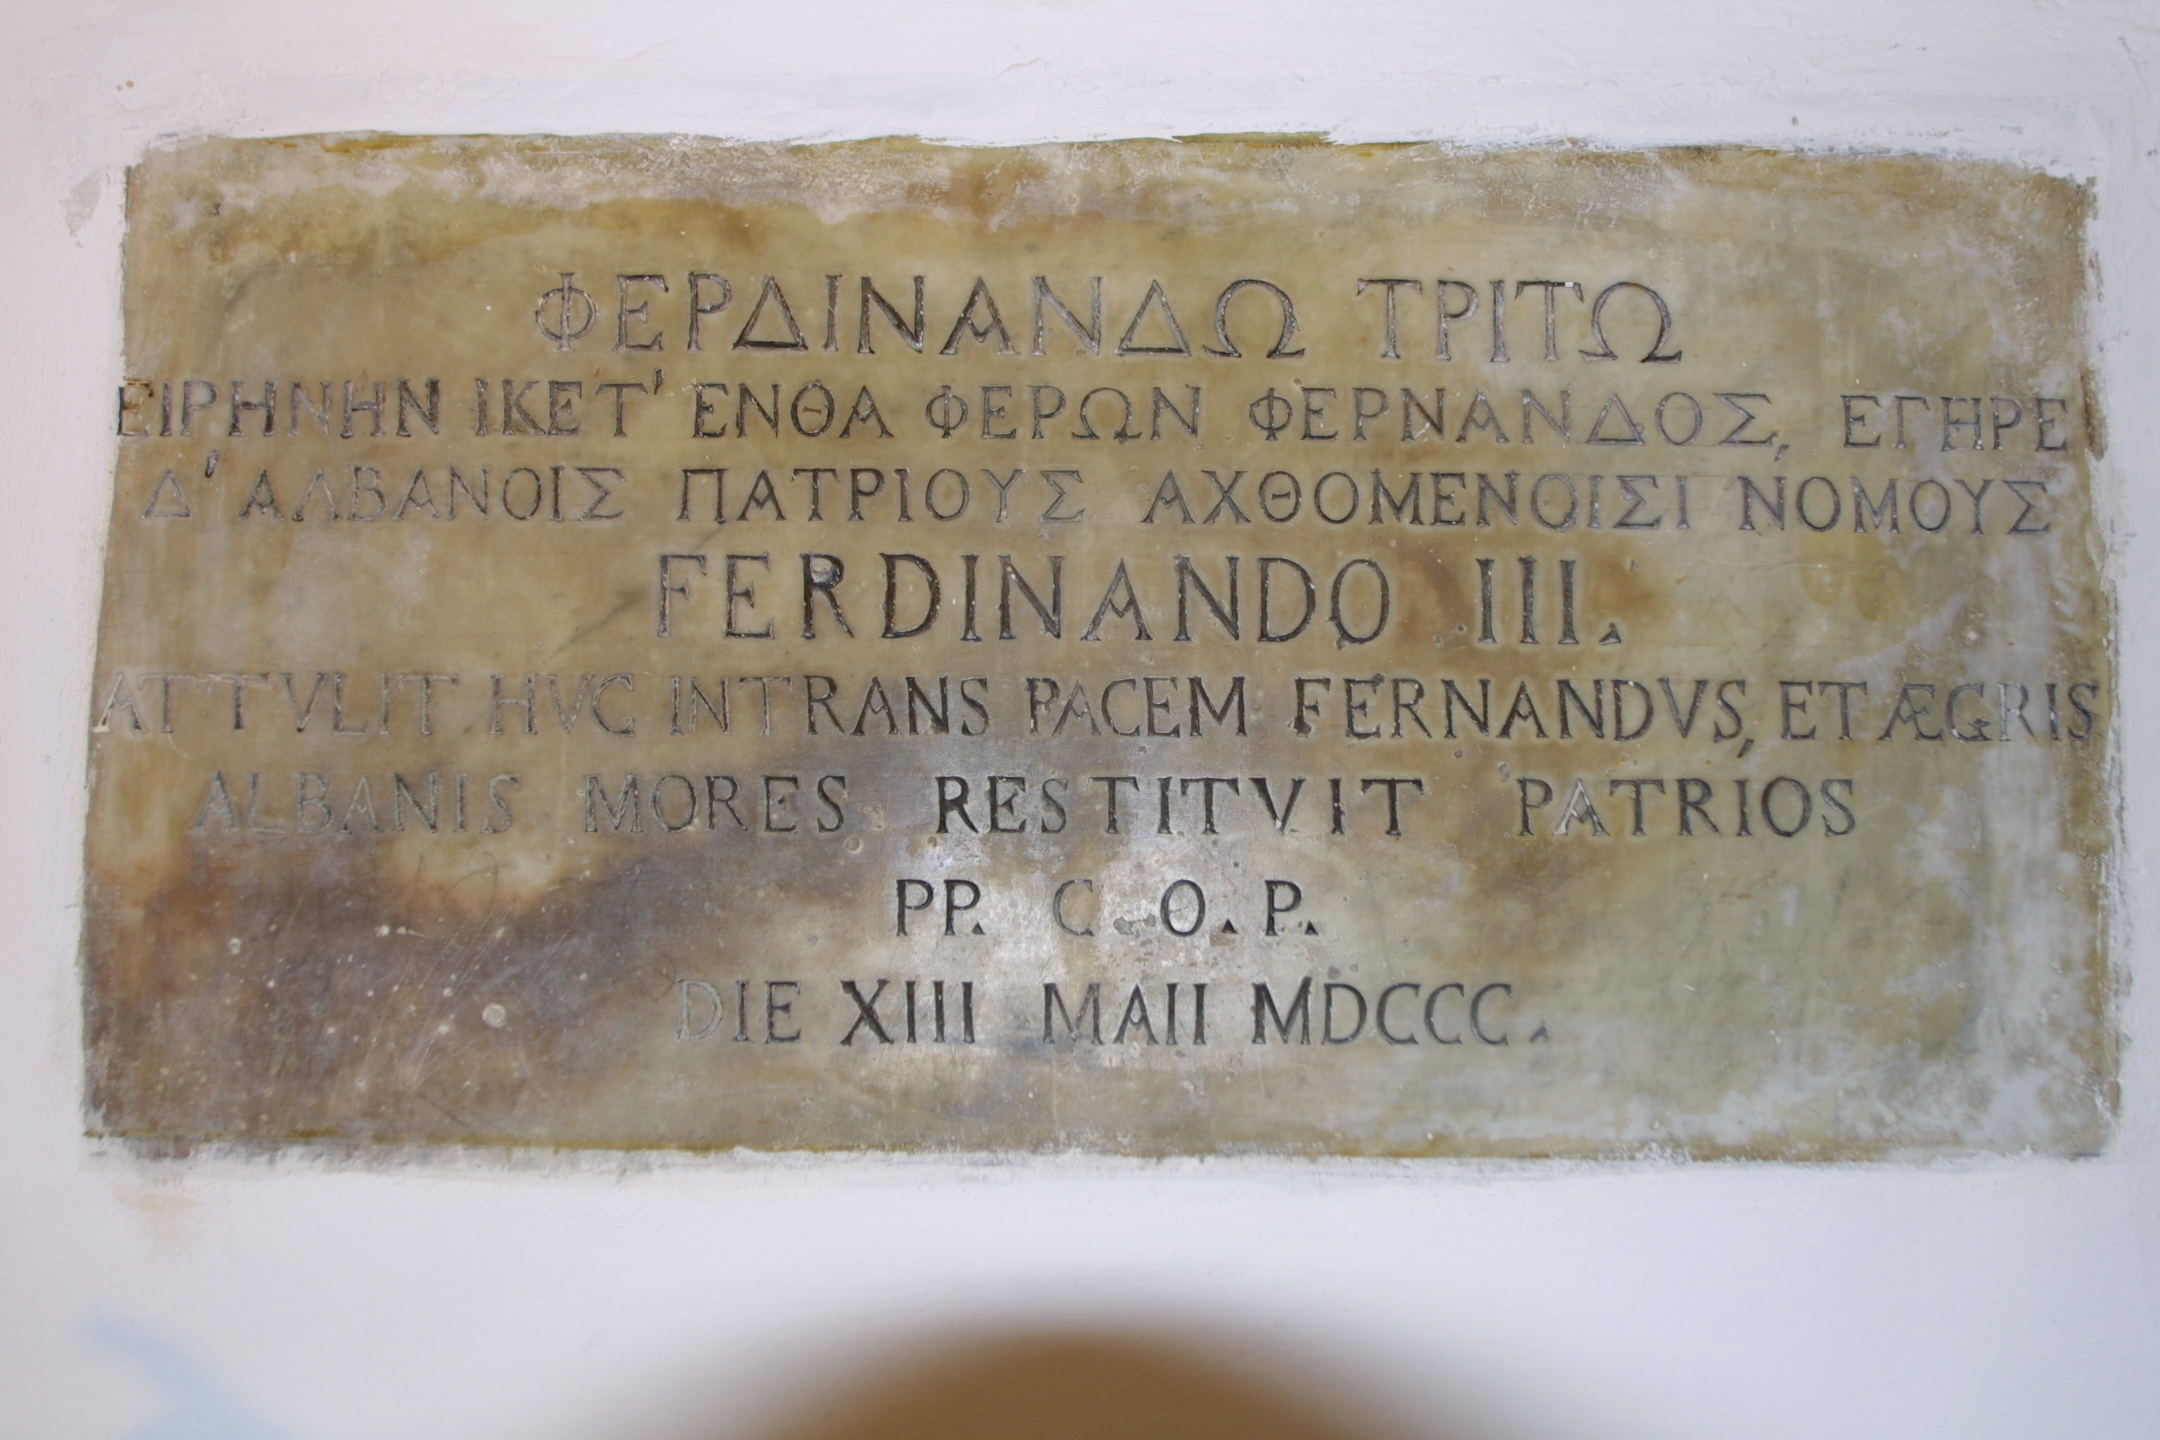 ΦΕΡΔΙΝΑΝΔΩ ΤΡΙΤΩ
ΕΙΡΗΝΗΝ ΙΚΕΤ' ΕΝΘΑ ΦΕΡΩΝ ΦΕΡΝΑΝΔΟΣ, ΕΓΗΡΕ
Δ' ΑΛΒΑΝΟΙΣ ΠΑΤΡΙΟΥΣ ΑΧΘΟΜΕΝΟΙΣΙ ΝΟΜΟΥΣ
FERDINANDO III.
ATTVLIT HVC INTRANS PACEM FERNANDVS, ET ÆGRIS
ALBANIS MORES RESTITVIT PATRIOS
PP. C. O. P.
DIE XIII MAII MDCCC.